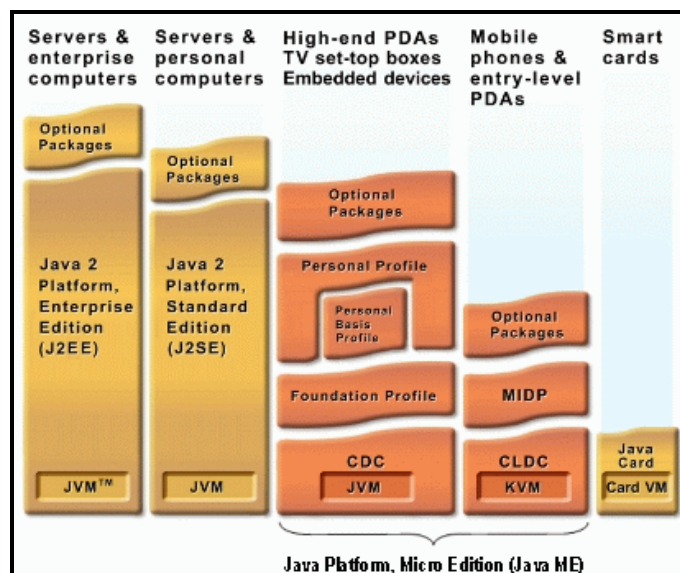 Servers &
enterprise
computers
Servers &
personal
computers
High-end PDAs
TV set-top boxes
Embedded devices
Mobile
phones &
entry-level
PDAs
Smart
cards
Optional
Packages
Java 2
Platform,
Enterprise
Edition
(J2EE)
JVM™
Optional
Packages
Java 2
Platform,
Standard
Edition
(J2SE)
JVM
Optional
Packages
Personal Profile
Personal
Basis
Profile
Foundation Profile
CDC
JVM
Optional
Packages
MIDP
CLDC
KVM
Java
Card
Card VM
Java Platform, Micro Edition (Java ME)